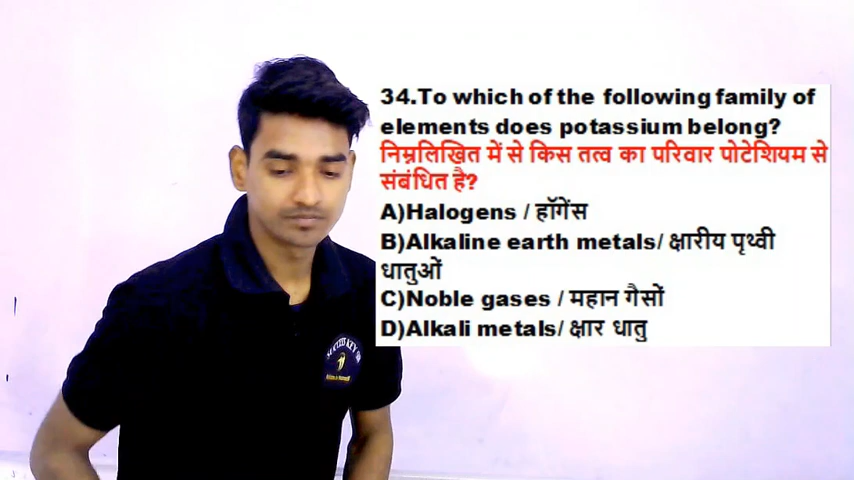 34.To which of the following family of
elements does potassium belong?
निम्नलिखित में से किस तत्व का परिवार पोटेशियम से
संबंधित है?
A)Halogens / हॉगेंस
B)Alkaline earth metals/ क्षारीय पृथ्वी
धातुओं
C)Noble gases / महान गैसों
D)Alkali metals/ क्षार धातु